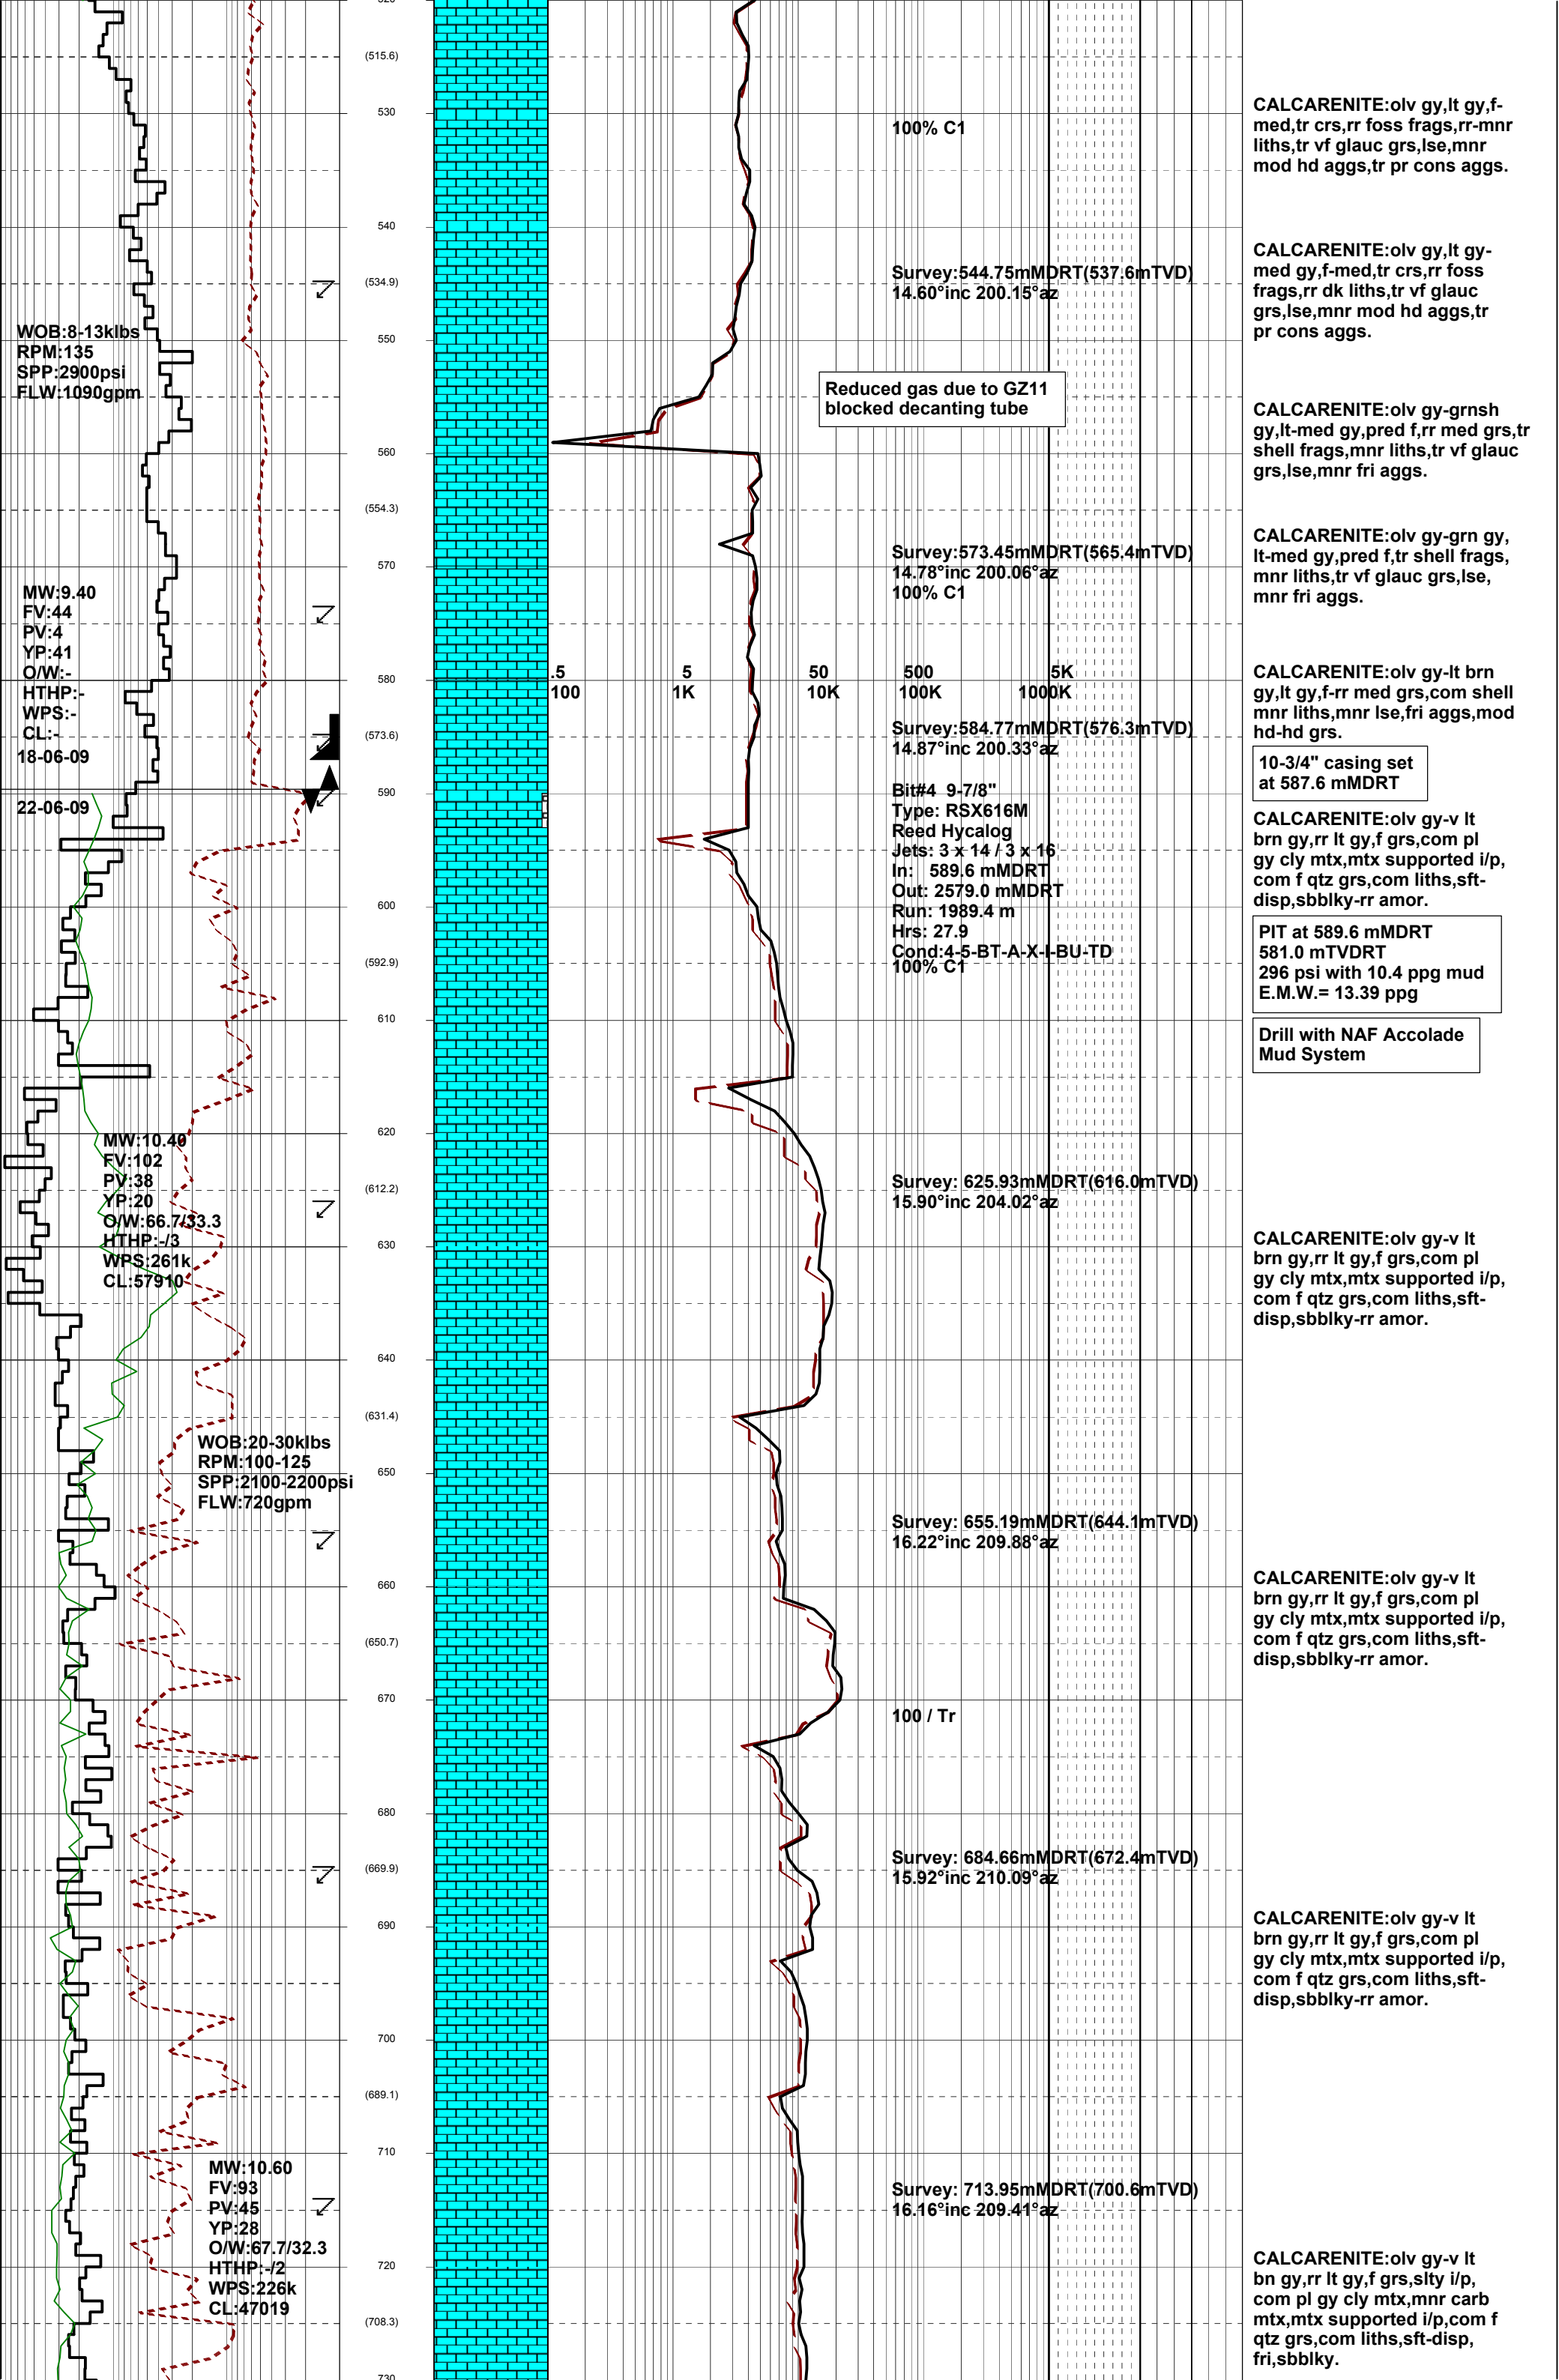 (515.6)
530
540
(534.9)
550
560
(554.3)
570
580
(573.6)
590
600
(592.9)
610
620
(612.2)
630
640
(631.4)
650
660
(650.7)
670
680
(669.9)
690
700
(689.1)
710
720
(708.3)
WOB:8-13klbs
RPM:135
SPP:2900psi
FLW:1090gpm
MW:9.40
FV:44
PV:4
YP:41
O/W:-
HTHP:-
WPS:-
CL:-
18-06-09
22-06-09
MW:10.40
FV:102
PV:38
YP:20
O/W:66.7/33.3
HTHP:-/3
WPS:261k
CL:57910
WOB:20-30klbs
RPM:100-125
SPP:2100-2200psi
FLW:720gpm
MW:10.60
FV:93
PV:45
YP:28
O/W:67.7/32.3
HTHP:-/2
WPS:226k
CL:47019
100% C1
Survey:544.75mMDRT(537.6mTVD)
14.60°inc 200.15°az
Reduced gas due to GZ11
blocked decanting tube
Survey:573.45mMDRT(565.4mTVD)
14.78°inc 200.06°az
100% C1
.5 5 50 500 5K
100 1K 10K 100K 1000K
Survey:584.77mMDRT(576.3mTVD)
14.87°inc 200.33°az
Bit#4 9-7/8"
Type: RSX616M
Reed Hycalog
Jets: 3 x 14 / 3 x 16
In: 589.6 mMDRT
Out: 2579.0 mMDRT
Run: 1989.4 m
Hrs: 27.9
Cond:4-5-BT-A-X-I-BU-TD
100% C1
Survey: 625.93mMDRT(616.0mTVD)
15.90°inc 204.02°az
Survey: 655.19mMDRT(644.1mTVD)
16.22°inc 209.88°az
100 / Tr
Survey: 684.66mMDRT(672.4mTVD)
15.92°inc 210.09°az
Survey: 713.95mMDRT(700.6mTVD)
16.16°inc 209.41°az
CALCARENITE:olv gy,lt gy,f-
med,tr crs,rr foss frags,rr-mnr
liths,tr vf glauc grs,lse,mnr
mod hd aggs,tr pr cons aggs.
CALCARENITE:olv gy,lt gy-
med gy,f-med,tr crs,rr foss
frags,rr dk liths,tr vf glauc
grs,lse,mnr mod hd aggs,tr
pr cons aggs.
CALCARENITE:olv gy-grnsh
gy,lt-med gy,pred f,rr med grs,tr
shell frags,mnr liths,tr vf glauc
grs,lse,mnr fri aggs.
CALCARENITE:olv gy-grn gy,
lt-med gy,pred f,tr shell frags,
mnr liths,tr vf glauc grs,lse,
mnr fri aggs.
CALCARENITE:olv gy-lt brn
gy,lt gy,f-rr med grs,com shell
mnr liths,mnr lse,fri aggs,mod
hd-hd grs.
10-3/4" casing set
at 587.6 mMDRT
CALCARENITE:olv gy-v lt
brn gy,rr lt gy,f grs,com pl
gy cly mtx,mtx supported i/p,
com f qtz grs,com liths,sft-
disp,sbblky-rr amor.
PIT at 589.6 mMDRT
581.0 mTVDRT
296 psi with 10.4 ppg mud
E.M.W.= 13.39 ppg
Drill with NAF Accolade
Mud System
CALCARENITE:olv gy-v lt
brn gy,rr lt gy,f grs,com pl
gy cly mtx,mtx supported i/p,
com f qtz grs,com liths,sft-
disp,sbblky-rr amor.
CALCARENITE:olv gy-v lt
brn gy,rr lt gy,f grs,com pl
gy cly mtx,mtx supported i/p,
com f qtz grs,com liths,sft-
disp,sbblky-rr amor.
CALCARENITE:olv gy-v lt
brn gy,rr lt gy,f grs,com pl
gy cly mtx,mtx supported i/p,
com f qtz grs,com liths,sft-
disp,sbblky-rr amor.
CALCARENITE:olv gy-v lt
bn gy,rr lt gy,f grs,slty i/p,
com pl gy cly mtx,mnr carb
mtx,mtx supported i/p,com f
qtz grs,com liths,sft-disp,
fri,sbblky.